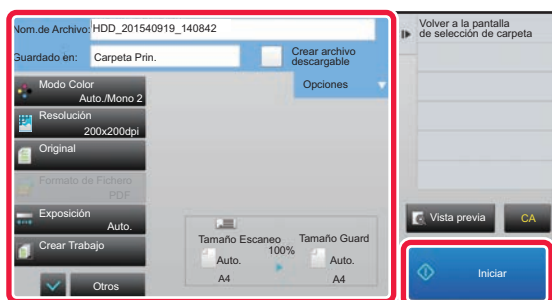 Nom.de Archivo: HDD_201540919_140842
Guardado en: Carpeta Prin.
Crear archivo
descargable
Opciones
Modo Color
Auto./Mono 2
Resolución
200x200dpi
Original
Formato de Fichero
PDF
Exposición
Auto.
Crear Trabajo
Otros
Tamaño Escaneo
100%
Tamaño Guard
Auto.
Auto.
A4
A4
Volver a la pantalla
de selección de carpeta
Vista previa
CA
Iniciar